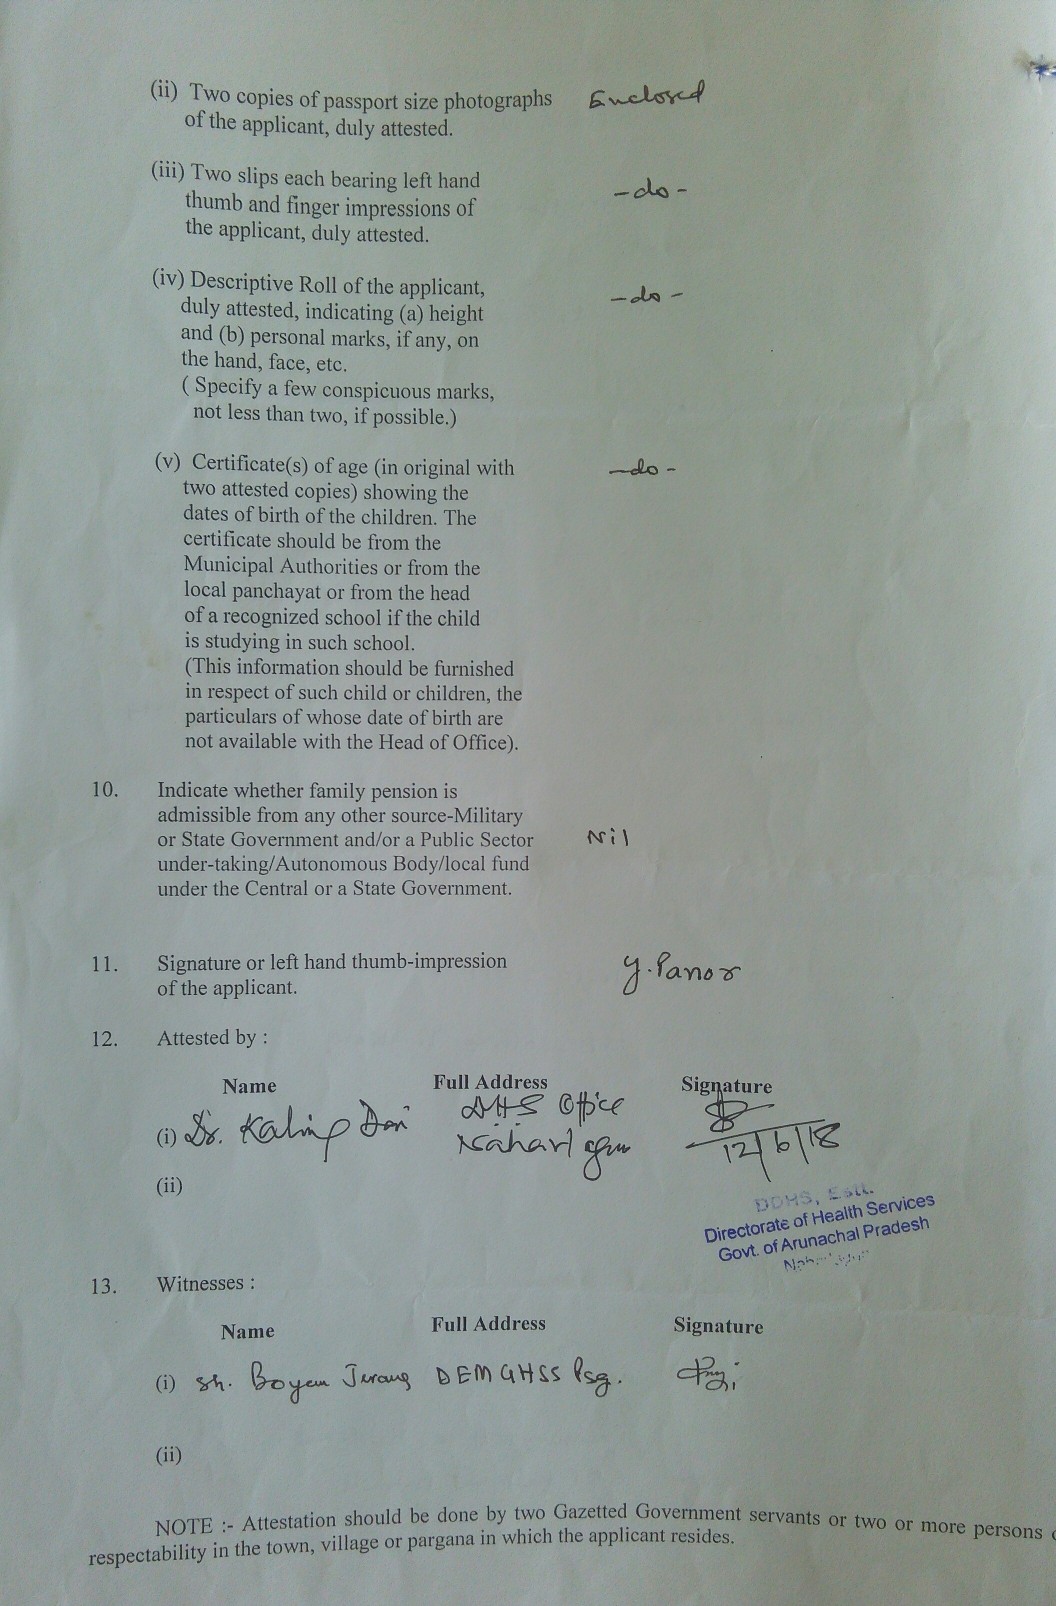 (ii) Two copies of passport size photographs Enclosed
of the applicant, duly attested.
(iii) Two slips each bearing left hand
thumb and finger impressions of -do-
the applicant, duly attested.
(iv) Descriptive Roll of the applicant,
duly attested, indicating (a) height -do-
and (b) personal marks, if any, on
the hand, face, etc.
( Specify a few conspicuous marks,
not less than two, if possible.)
(v) Certificate(s) of age (in original with -do-
two attested copies) showing the
dates of birth of the children. The
certificate should be from the
Municipal Authorities or from the
local panchayat or from the head
of a recognized school if the child
is studying in such school.
(This information should be furnished
in respect of such child or children, the
particulars of whose date of birth are
not available with the Head of Office).
10. Indicate whether family pension is
admissible from any other source-Military
or State Government and/or a Public Sector Nil
under-taking/Autonomous Body/local fund
under the Central or a State Government.
11. Signature or left hand thumb-impression Y. Panor
of the applicant.
12. Attested by :
Name Full Address Signature
DHS Office
(i) Dr. Kaling Dai Naharlagun 12/6/18
(ii)
DDHS, Estt.
Directorate of Health Services
Govt. of Arunachal Pradesh
13. Witnesses :
Name Full Address Signature
(i) Sh. Boyem Jerang DEM GHSS Psg.
(ii)
NOTE :- Attestation should be done by two Gazetted Government servants or two or more persons
respectability in the town, village or pargana in which the applicant resides.